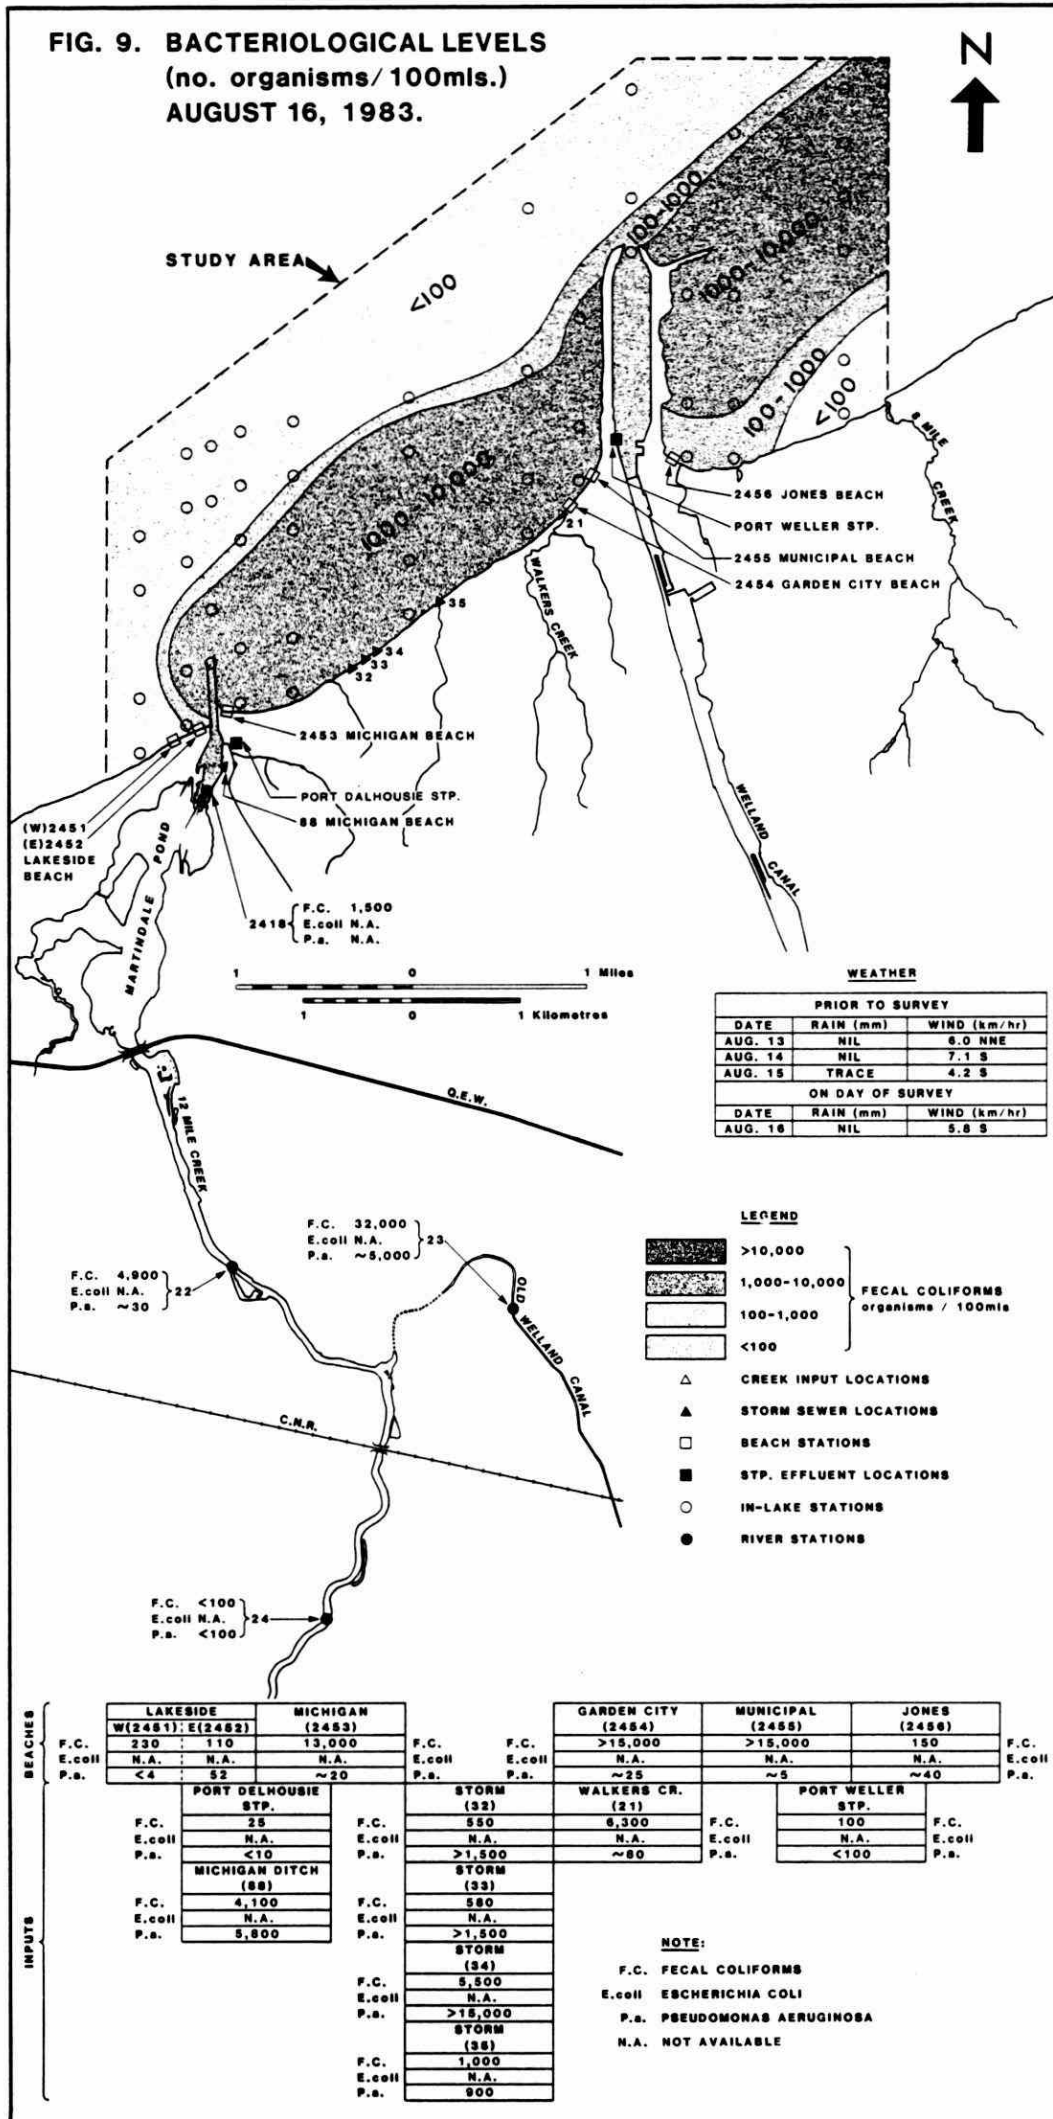 FIG. 9. BACTERIOLOGICAL LEVELS
(no. organisms/100mls.)
AUGUST 16, 1983.
N
STUDY AREA
<100
100-1000
1000-10,000
1000-10,000
100-1000
<100
6 MILE CREEK
2456 JONES BEACH
PORT WELLER STP.
2455 MUNICIPAL BEACH
2454 GARDEN CITY BEACH
21
WALKERS CREEK
35
34
33
32
2453 MICHIGAN BEACH
PORT DALHOUSIE STP.
88 MICHIGAN BEACH
(W)2451
(E)2452
LAKESIDE
BEACH
MARTINDALE POND
WELLAND CANAL
2418
F.C. 1,500
E.coli N.A.
P.a. N.A.
1 0 1 Miles
1 0 1 Kilometres
WEATHER
PRIOR TO SURVEY
DATE RAIN (mm) WIND (km/hr)
AUG. 13 NIL 6.0 NNE
AUG. 14 NIL 7.1 S
AUG. 15 TRACE 4.2 S
ON DAY OF SURVEY
DATE RAIN (mm) WIND (km/hr)
AUG. 16 NIL 5.8 S
Q.E.W.
12 MILE CREEK
F.C. 32,000
E.coli N.A.
P.a. ~5,000
23
F.C. 4,900
E.coli N.A.
P.a. ~30
22
OLD WELLAND CANAL
C.N.R.
F.C. <100
E.coli N.A.
P.a. <100
24
LEGEND
>10,000
1,000-10,000
100-1,000
<100
FECAL COLIFORMS
organisms / 100mls
CREEK INPUT LOCATIONS
STORM SEWER LOCATIONS
BEACH STATIONS
STP. EFFLUENT LOCATIONS
IN-LAKE STATIONS
RIVER STATIONS
BEACHES
LAKESIDE MICHIGAN GARDEN CITY MUNICIPAL JONES
W(2451) E(2452) (2453) (2454) (2455) (2456)
F.C. 230 110 13,000 F.C. F.C. >15,000 >15,000 150 F.C.
E.coli N.A. N.A. N.A. E.coli E.coli N.A. N.A. N.A. E.coli
P.a. <4 52 ~20 P.a. P.a. ~25 ~5 ~40 P.a.
INPUTS
PORT DELHOUSIE STORM WALKERS CR. PORT WELLER
STP. (32) (21) STP.
F.C. 25 F.C. 550 6,300 F.C. 100 F.C.
E.coli N.A. E.coli N.A. N.A. E.coli N.A. E.coli
P.a. <10 P.a. >1,500 ~60 P.a. <100 P.a.
MICHIGAN DITCH STORM
(88) (33)
F.C. 4,100 F.C. 580
E.coli N.A. E.coli N.A.
P.a. 5,800 P.a. >1,500
STORM
(34)
F.C. 5,500
E.coli N.A.
P.a. >15,000
STORM
(35)
F.C. 1,000
E.coli N.A.
P.a. 900
NOTE:
F.C. FECAL COLIFORMS
E.coli ESCHERICHIA COLI
P.a. PSEUDOMONAS AERUGINOSA
N.A. NOT AVAILABLE